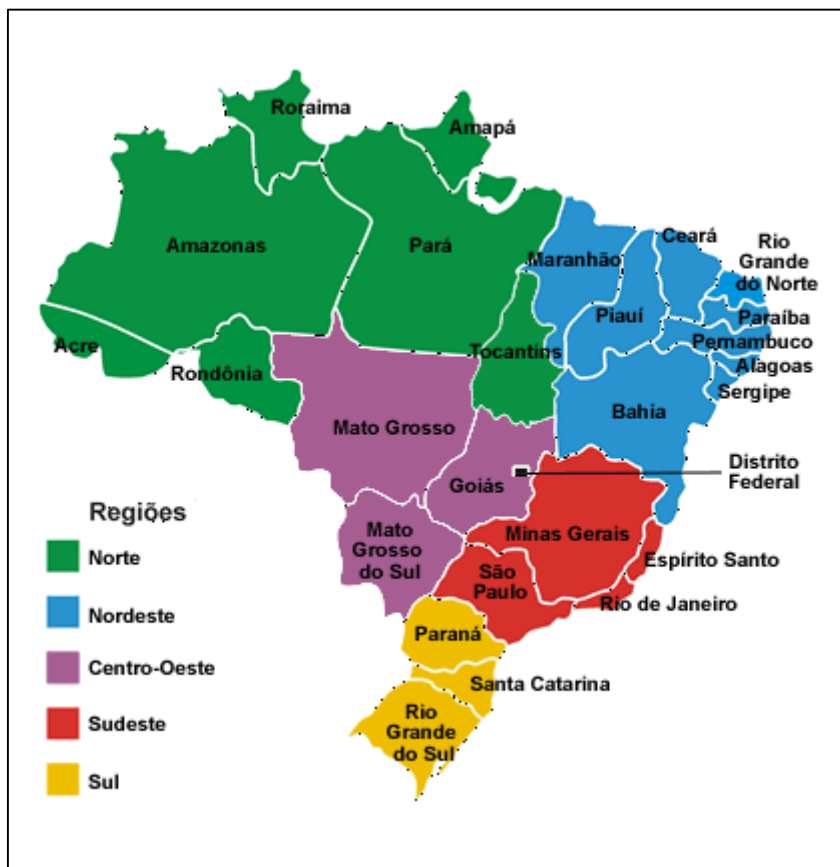 Roraima
Amapá
Amazonas
Pará
Maranhão
Ceará
Rio
Grande
do Norte
Piauí
Paraíba
Pernambuco
Alagoas
Sergipe
Acre
Rondônia
Tocantins
Bahia
Mato Grosso
Goiás
Distrito
Federal
Mato
Grosso
do Sul
Minas Gerais
Espírito Santo
São
Paulo
Rio de Janeiro
Paraná
Santa Catarina
Rio
Grande
do Sul
Regiões
Norte
Nordeste
Centro-Oeste
Sudeste
Sul